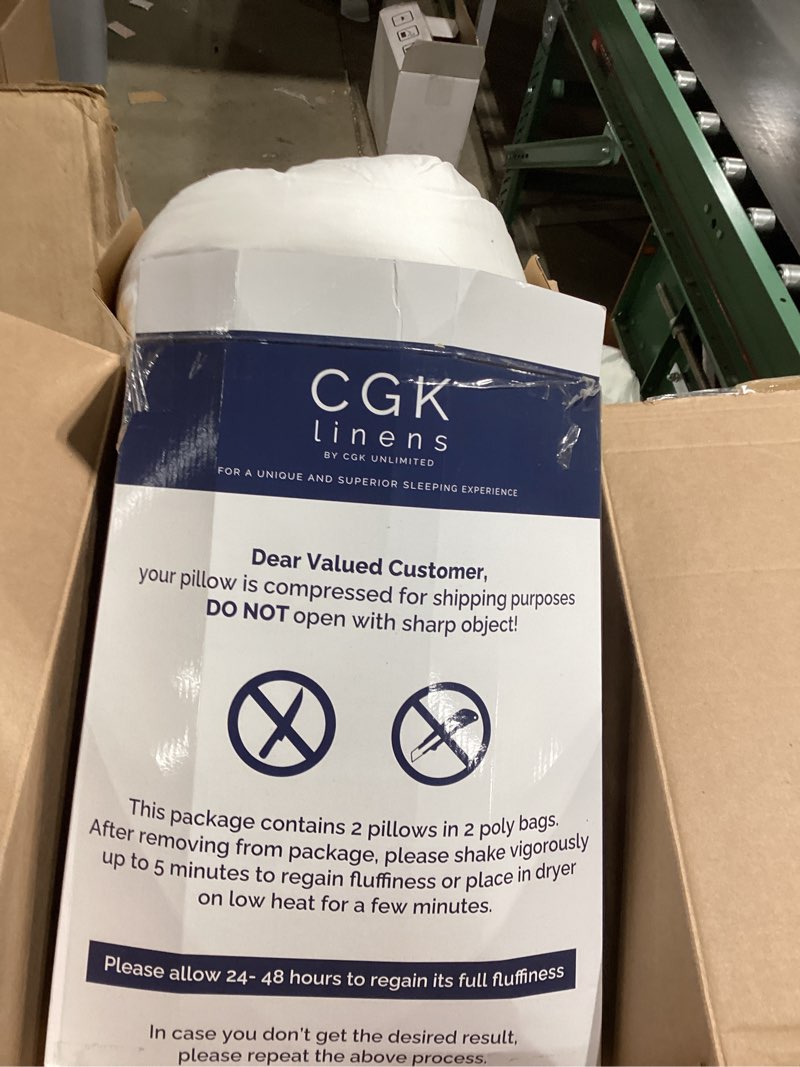 CGK
linens
BY CGK UNLIMITED
FOR A UNIQUE AND SUPERIOR SLEEPING EXPERIENCE
Dear Valued Customer,
your pillow is compressed for shipping purposes
DO NOT open with sharp object!
This package contains 2 pillows in 2 poly bags.
After removing from package, please shake vigorously
up to 5 minutes to regain fluffiness or place in dryer
on low heat for a few minutes.
Please allow 24- 48 hours to regain its full fluffiness
In case you don't get the desired result,
please repeat the above process.